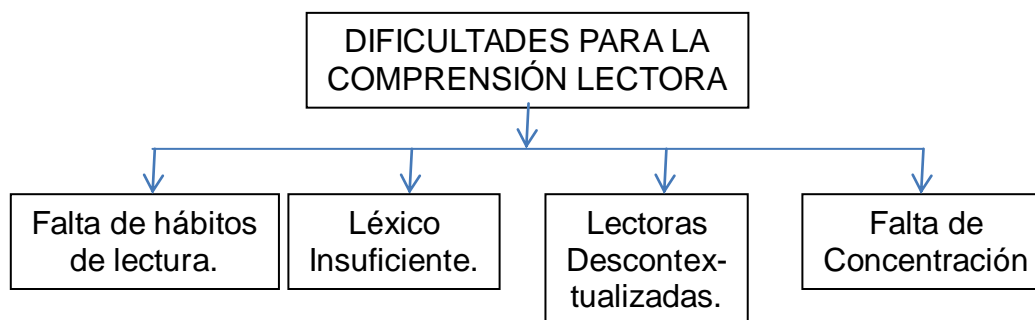 DIFICULTADES PARA LA
COMPRENSIÓN LECTORA
Falta de hábitos
de lectura.
Léxico
Insuficiente.
Lectoras
Descontex-
tualizadas.
Falta de
Concentración